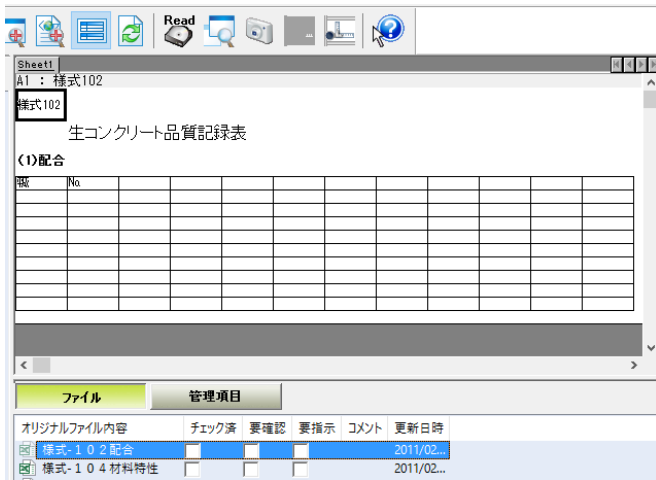 Read
Sheet1
A1 : 様式102
様式102
生コンクリート品質記録表
(1)配合
No.
ファイル 管理項目
オリジナルファイル内容 チェック済 要確認 要指示 コメント 更新日時
様式-１０２配合 2011/02...
様式-１０４材料特性 2011/02...